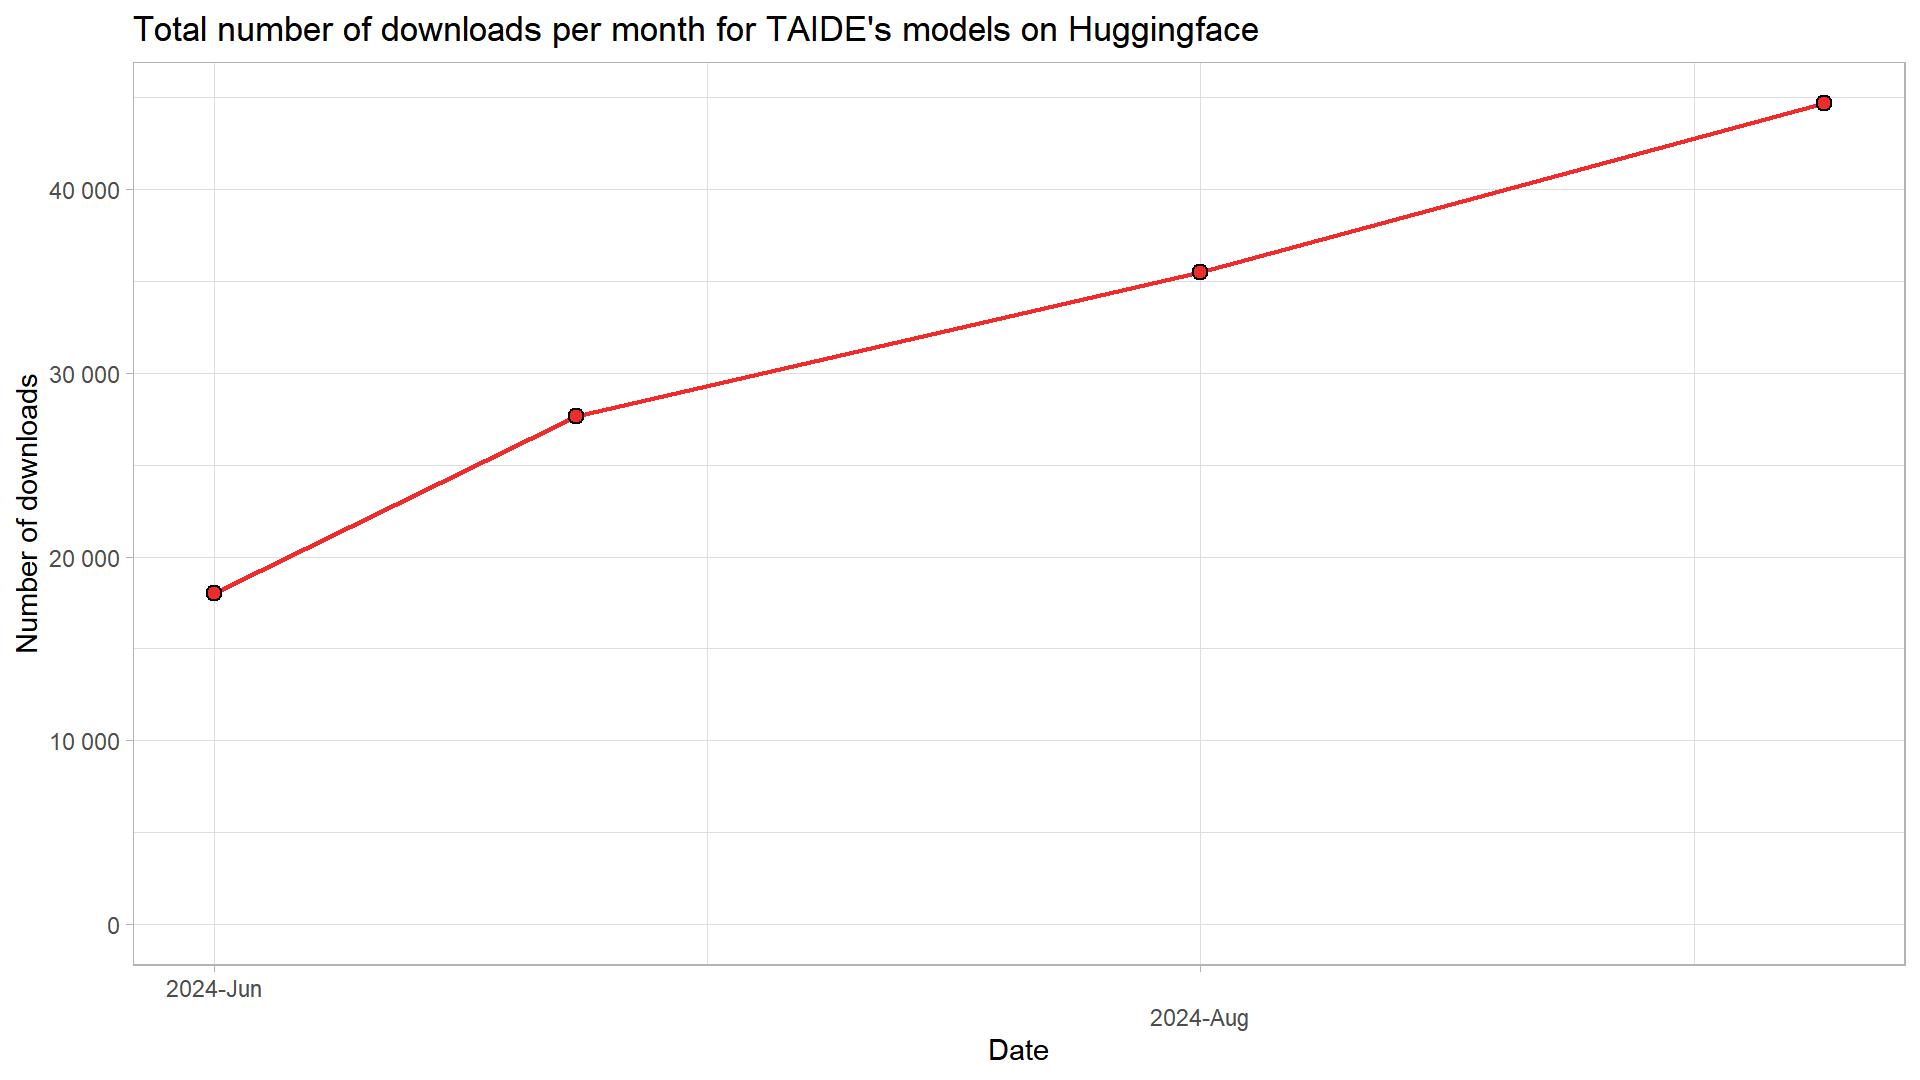 Total number of downloads per month for TAIDE's models on Huggingface
Number of downloads
40 000
30 000
20 000
10 000
0
2024-Jun
2024-Aug
Date